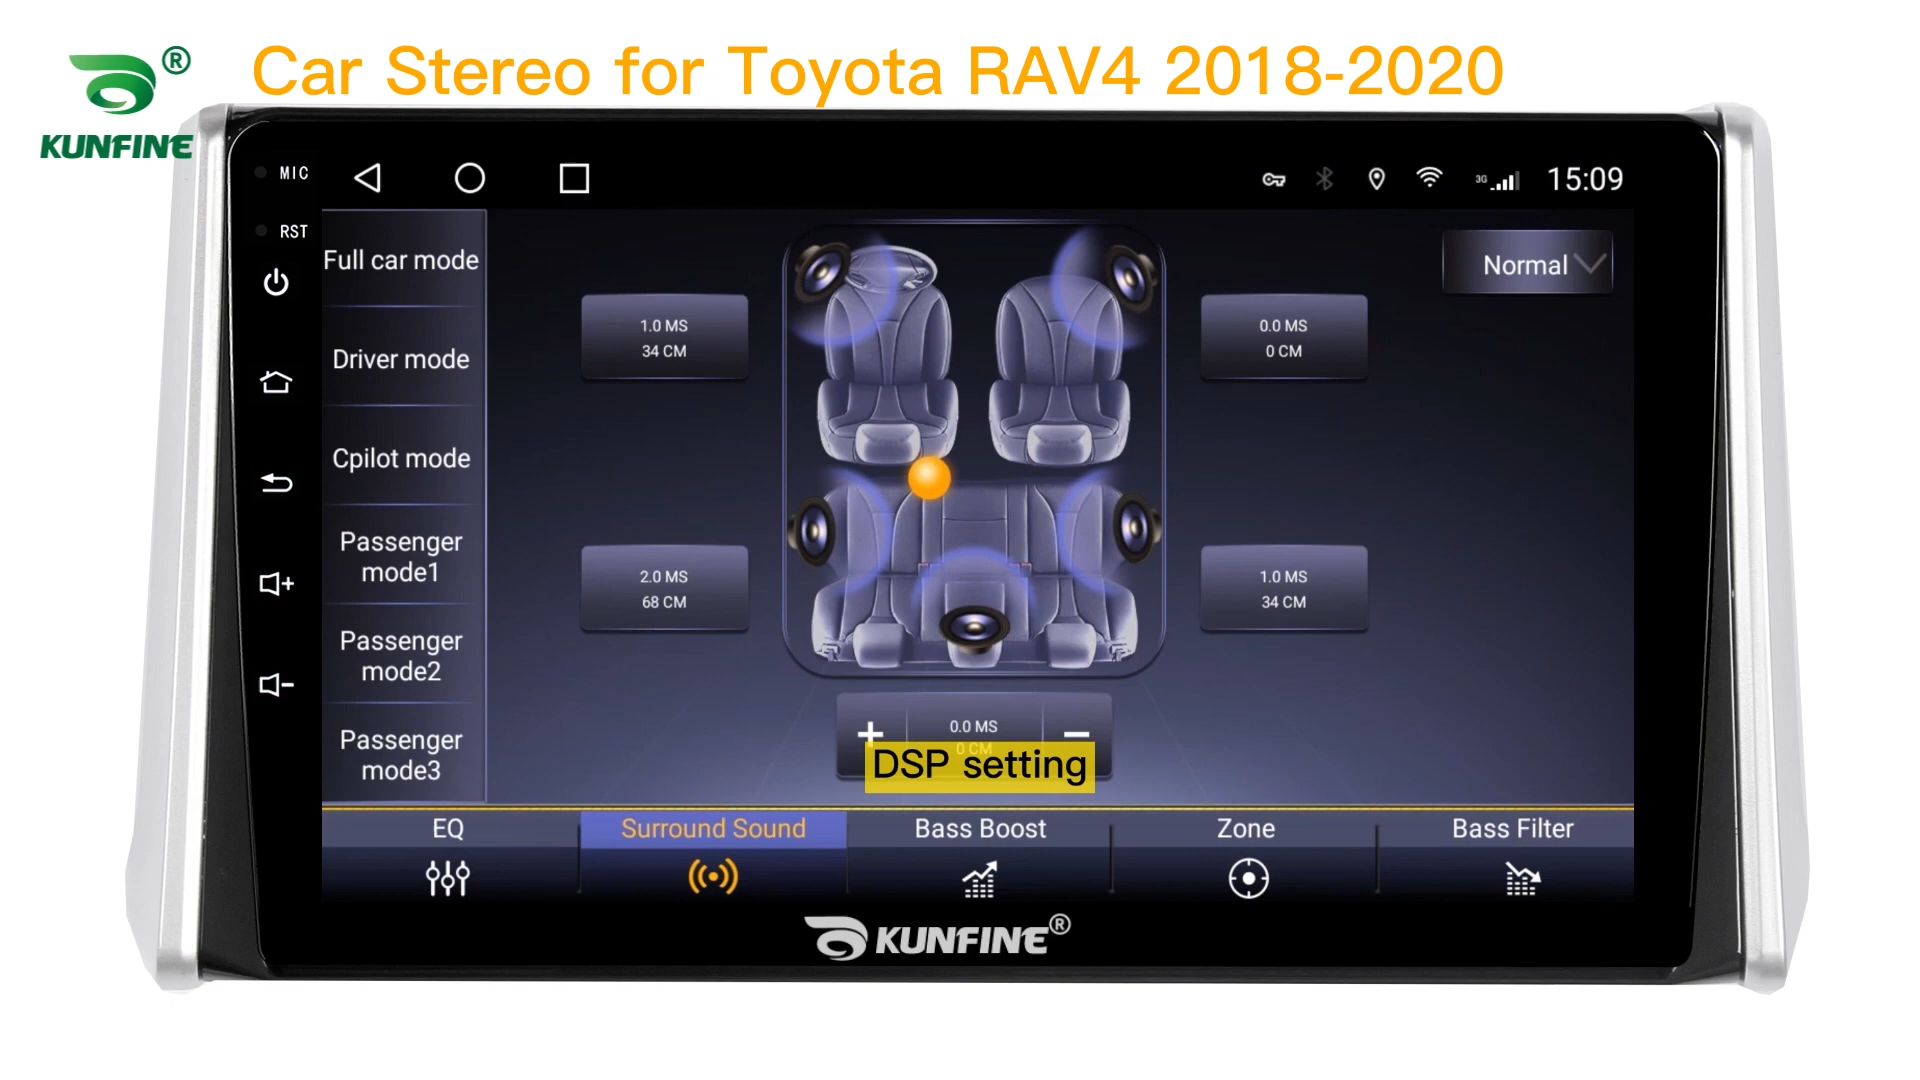 Car Stereo for Toyota RAV4 2018-2020
®
KUNFINE
MIC
RST
3G
15:09
Full car mode
Driver mode
Cpilot mode
Passenger
mode1
Passenger
mode2
Passenger
mode3
Normal
1.0 MS
34 CM
0.0 MS
0 CM
2.0 MS
68 CM
1.0 MS
34 CM
+
0.0 MS
−
0 CM
DSP setting
EQ
Surround Sound
Bass Boost
Zone
Bass Filter
KUNFINE®